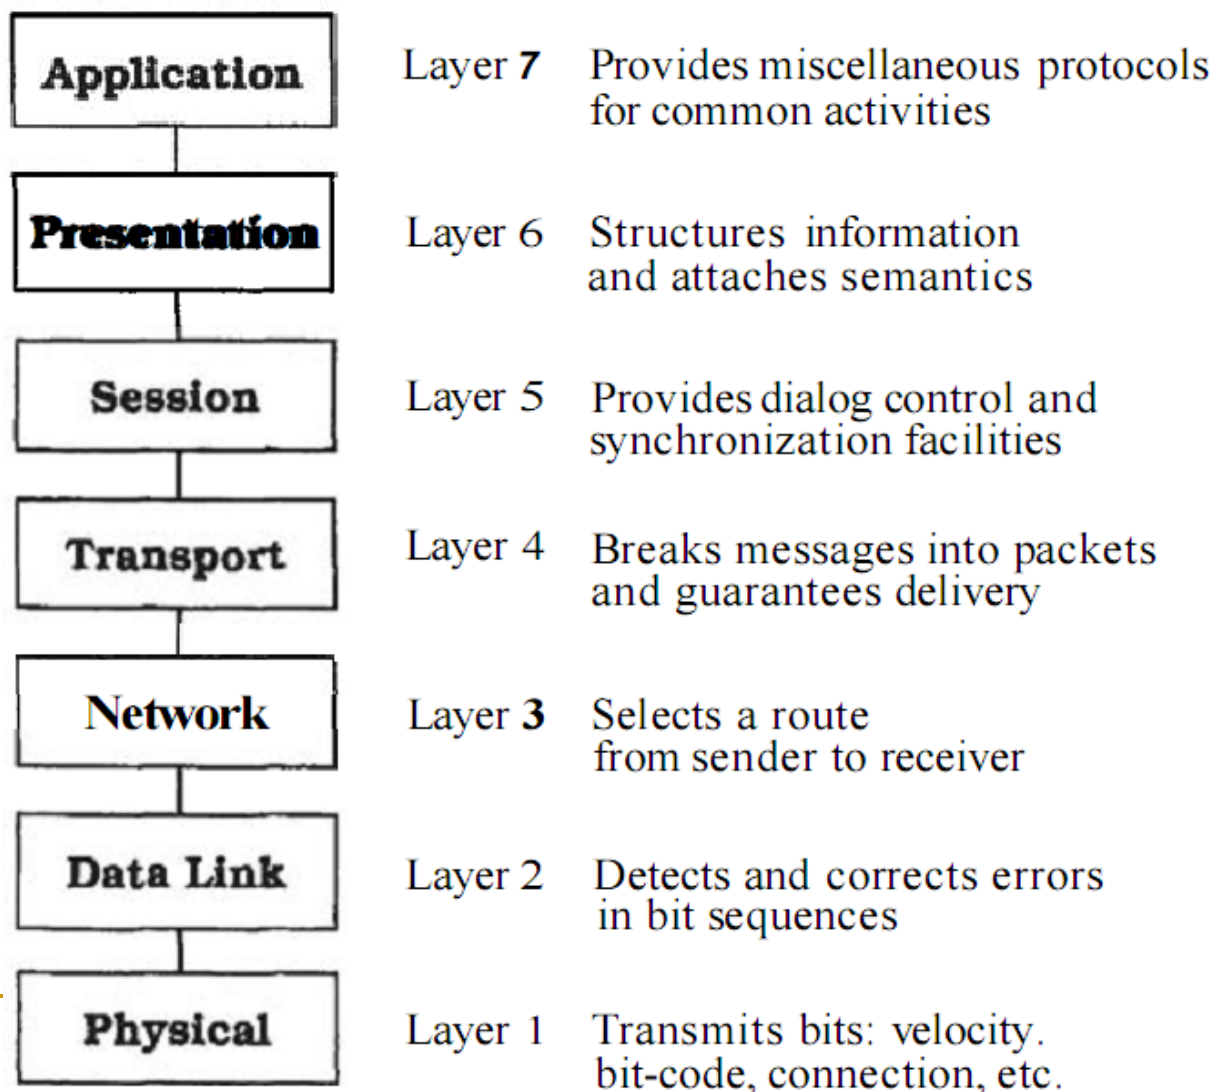 Application
Layer 7 Provides miscellaneous protocols
for common activities
Presentation
Layer 6 Structures information
and attaches semantics
Session
Layer 5 Provides dialog control and
synchronization facilities
Transport
Layer 4 Breaks messages into packets
and guarantees delivery
Network
Layer 3 Selects a route
from sender to receiver
Data Link
Layer 2 Detects and corrects errors
in bit sequences
Physical
Layer 1 Transmits bits: velocity.
bit-code, connection, etc.